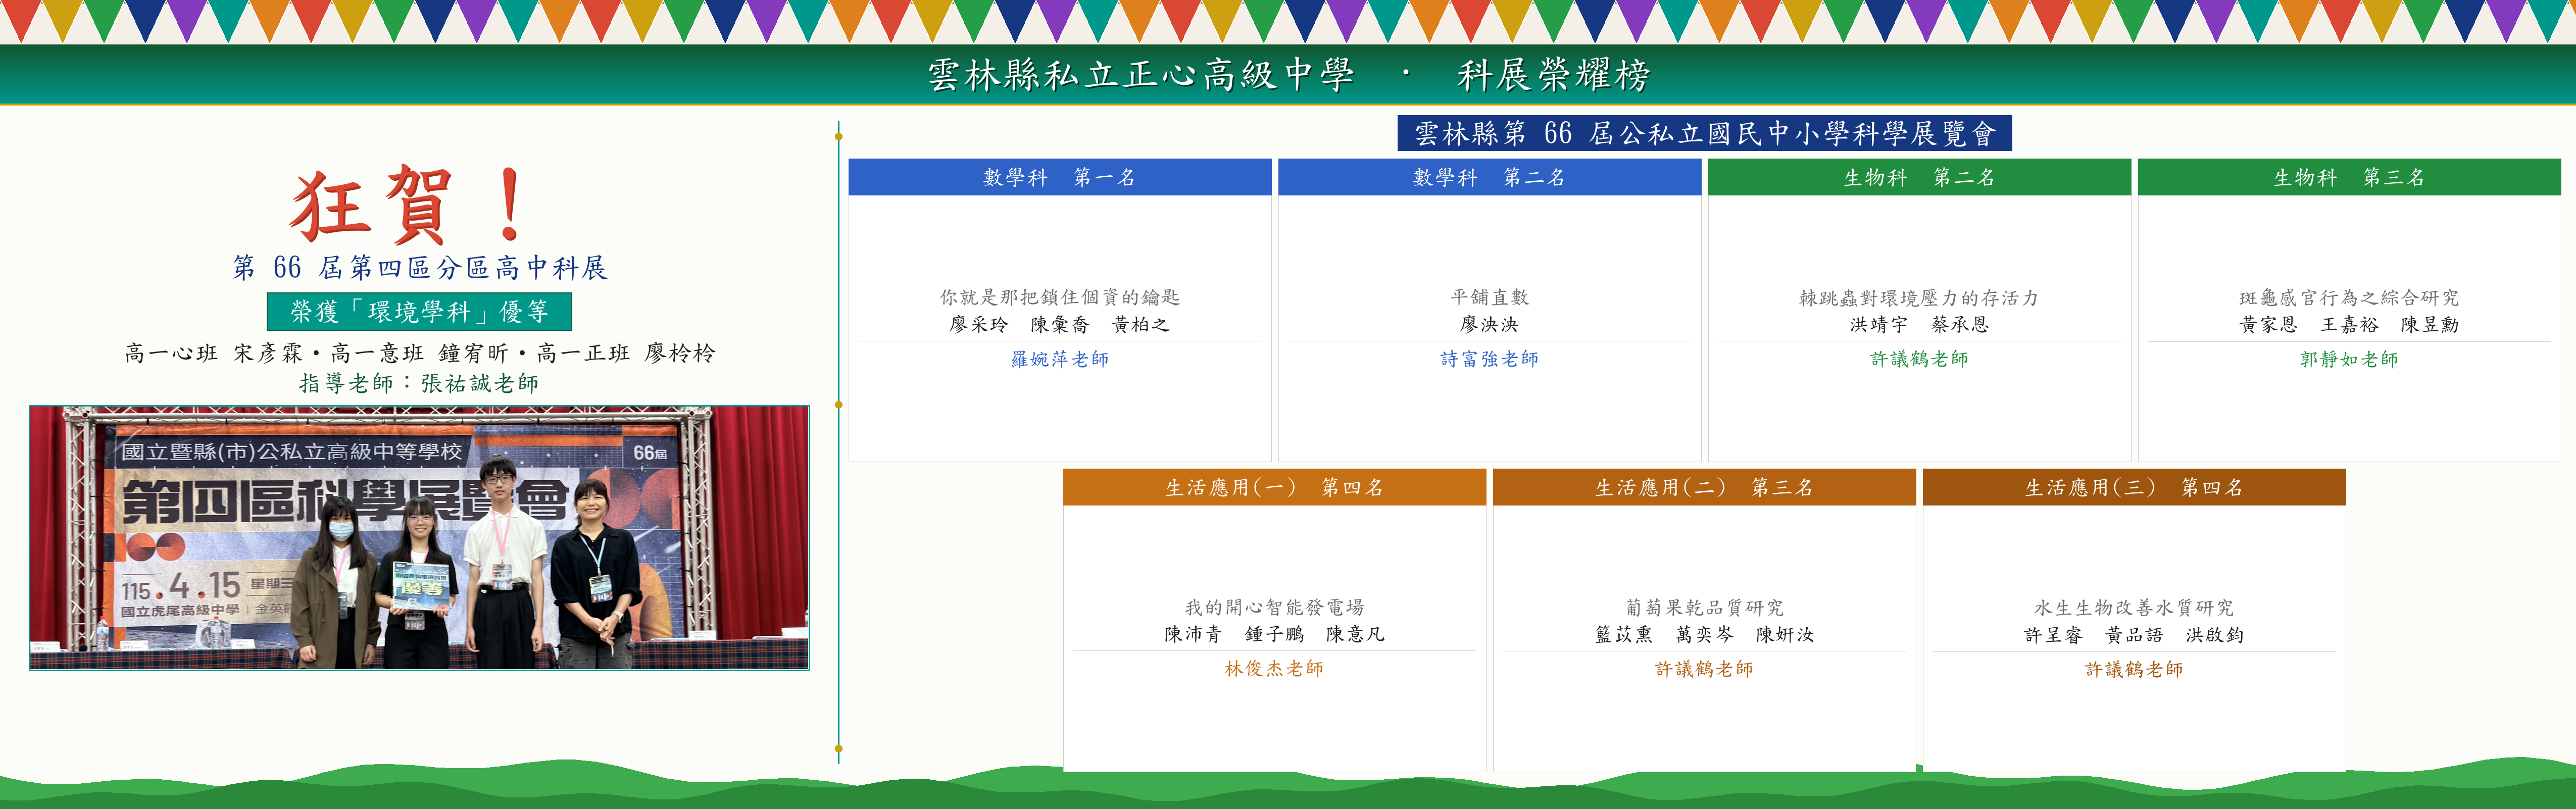 雲林縣私立正心高級中學 · 科展榮耀榜
狂賀！
第 66 屆第四區分區高中科展
榮獲「環境學科」優等
高一心班 宋彥霖・高一意班 鐘宥昕・高一正班 廖柃柃
指導老師：張祐誠老師
國立暨縣(市)公私立高級中等學校
66屆
第四區科學展覽會
115.4.15 星期三
國立虎尾高級中學
優等
雲林縣第 66 屆公私立國民中小學科學展覽會
數學科 第一名
你就是那把鎖住個資的鑰匙
廖采玲 陳彙喬 黃柏之
羅婉萍老師
數學科 第二名
平舖直數
廖泱泱
詩富強老師
生物科 第二名
棘跳蟲對環境壓力的存活力
洪靖宇 蔡承恩
許議鶴老師
生物科 第三名
斑龜感官行為之綜合研究
黃家恩 王嘉裕 陳昱勳
郭靜如老師
生活應用(一) 第四名
我的開心智能發電場
陳沛青 鍾子鵬 陳意凡
林俊杰老師
生活應用(二) 第三名
葡萄果乾品質研究
籃苡熏 萬奕岑 陳姸汝
許議鶴老師
生活應用(三) 第四名
水生生物改善水質研究
許呈睿 黃品語 洪啟鈞
許議鶴老師